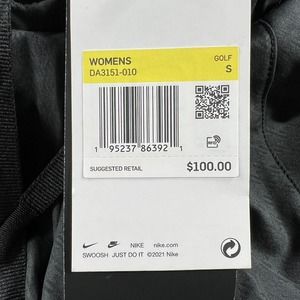 WOMENS GOLF
DA3151-010 S
1 95237 86392 1
SUGGESTED RETAIL $100.00
NIKE nike.com
SWOOSH JUST DO IT ©2021 Nike